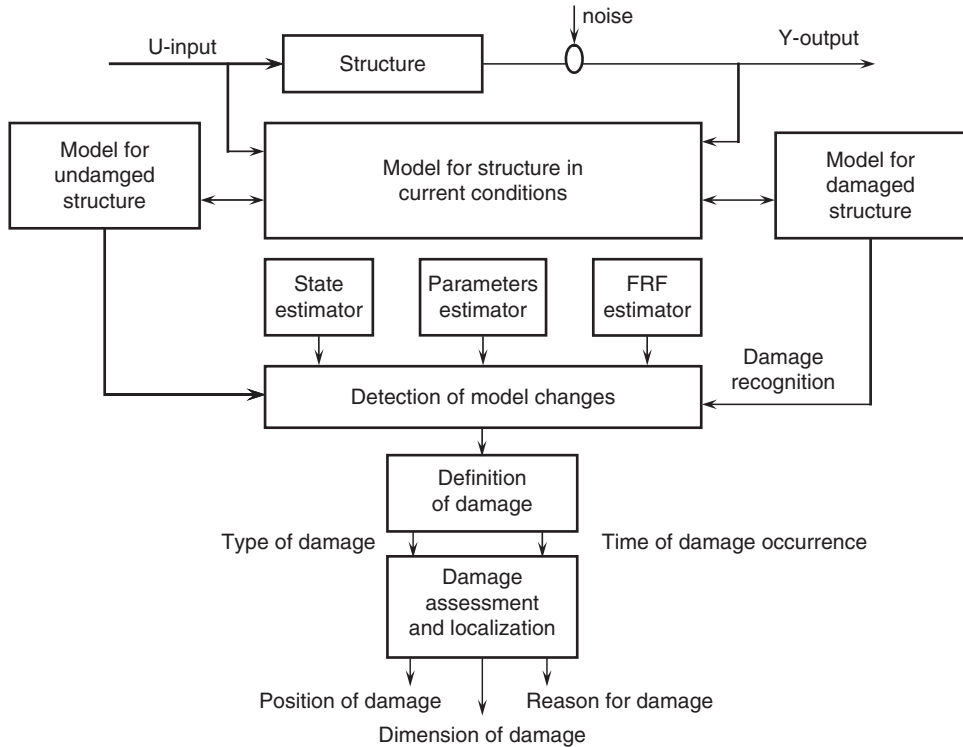 noise
U-input
Y-output
Structure
Model for
undamged
structure
Model for structure in
current conditions
Model for
damaged
structure
State
estimator
Parameters
estimator
FRF
estimator
Damage
recognition
Detection of model changes
Definition
of damage
Type of damage
Time of damage occurrence
Damage
assessment
and localization
Position of damage
Reason for damage
Dimension of damage